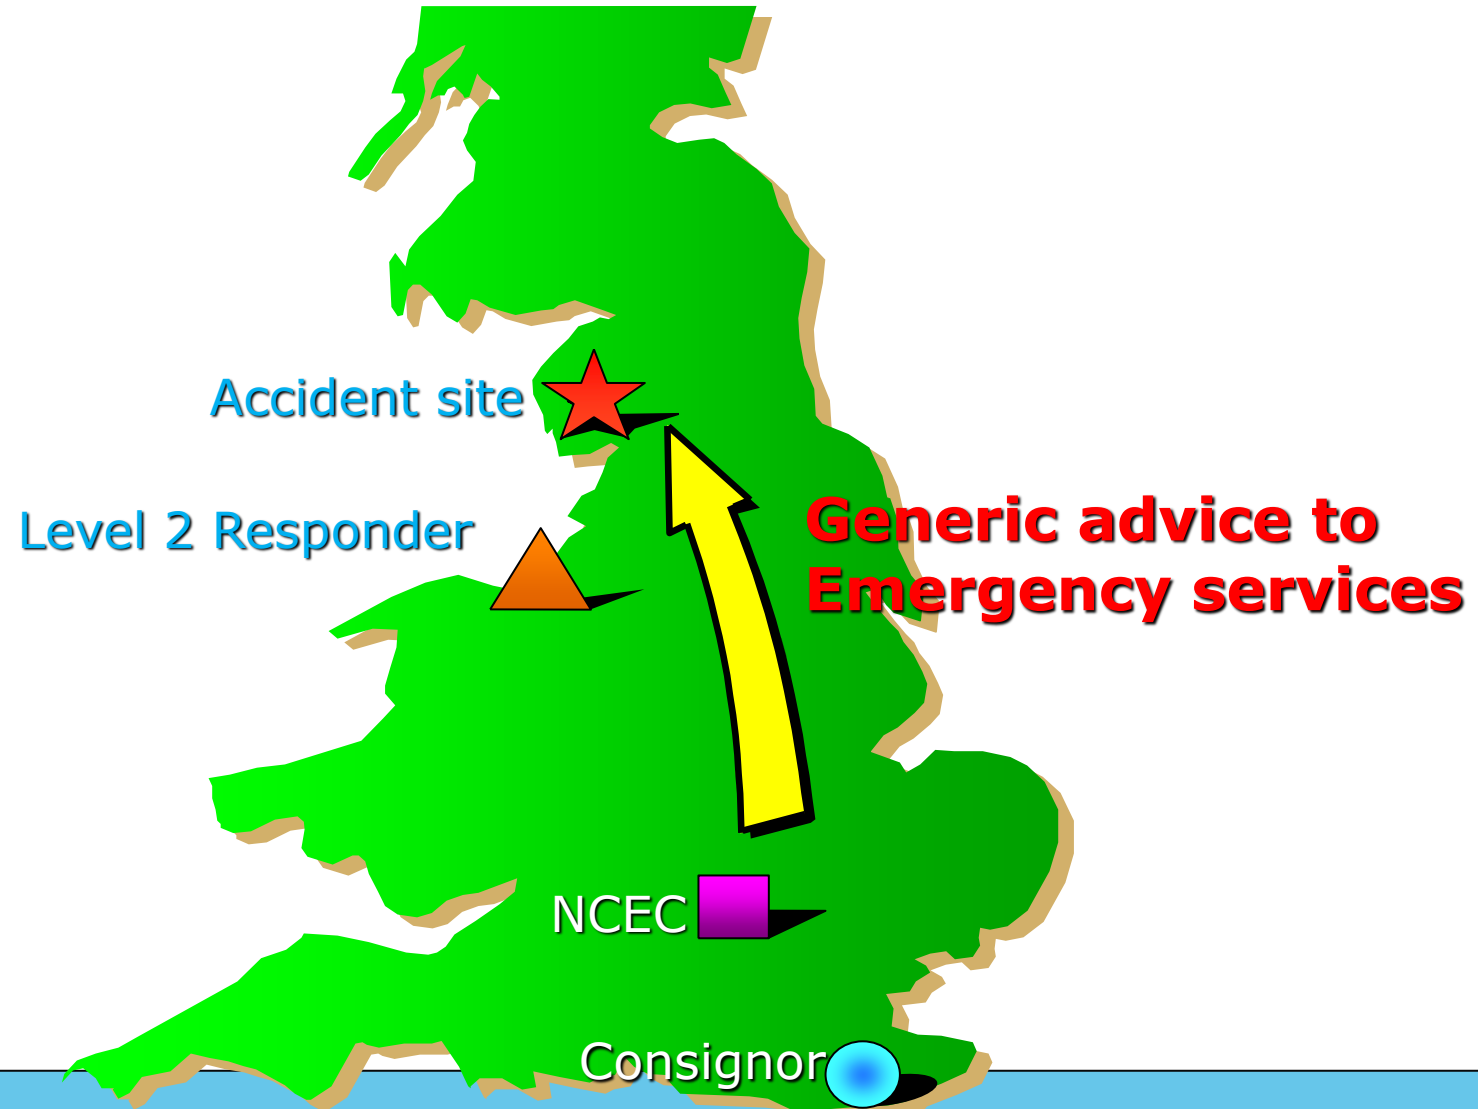 Accident site
Level 2 Responder
Generic advice to
Emergency services
NCEC
Consignor